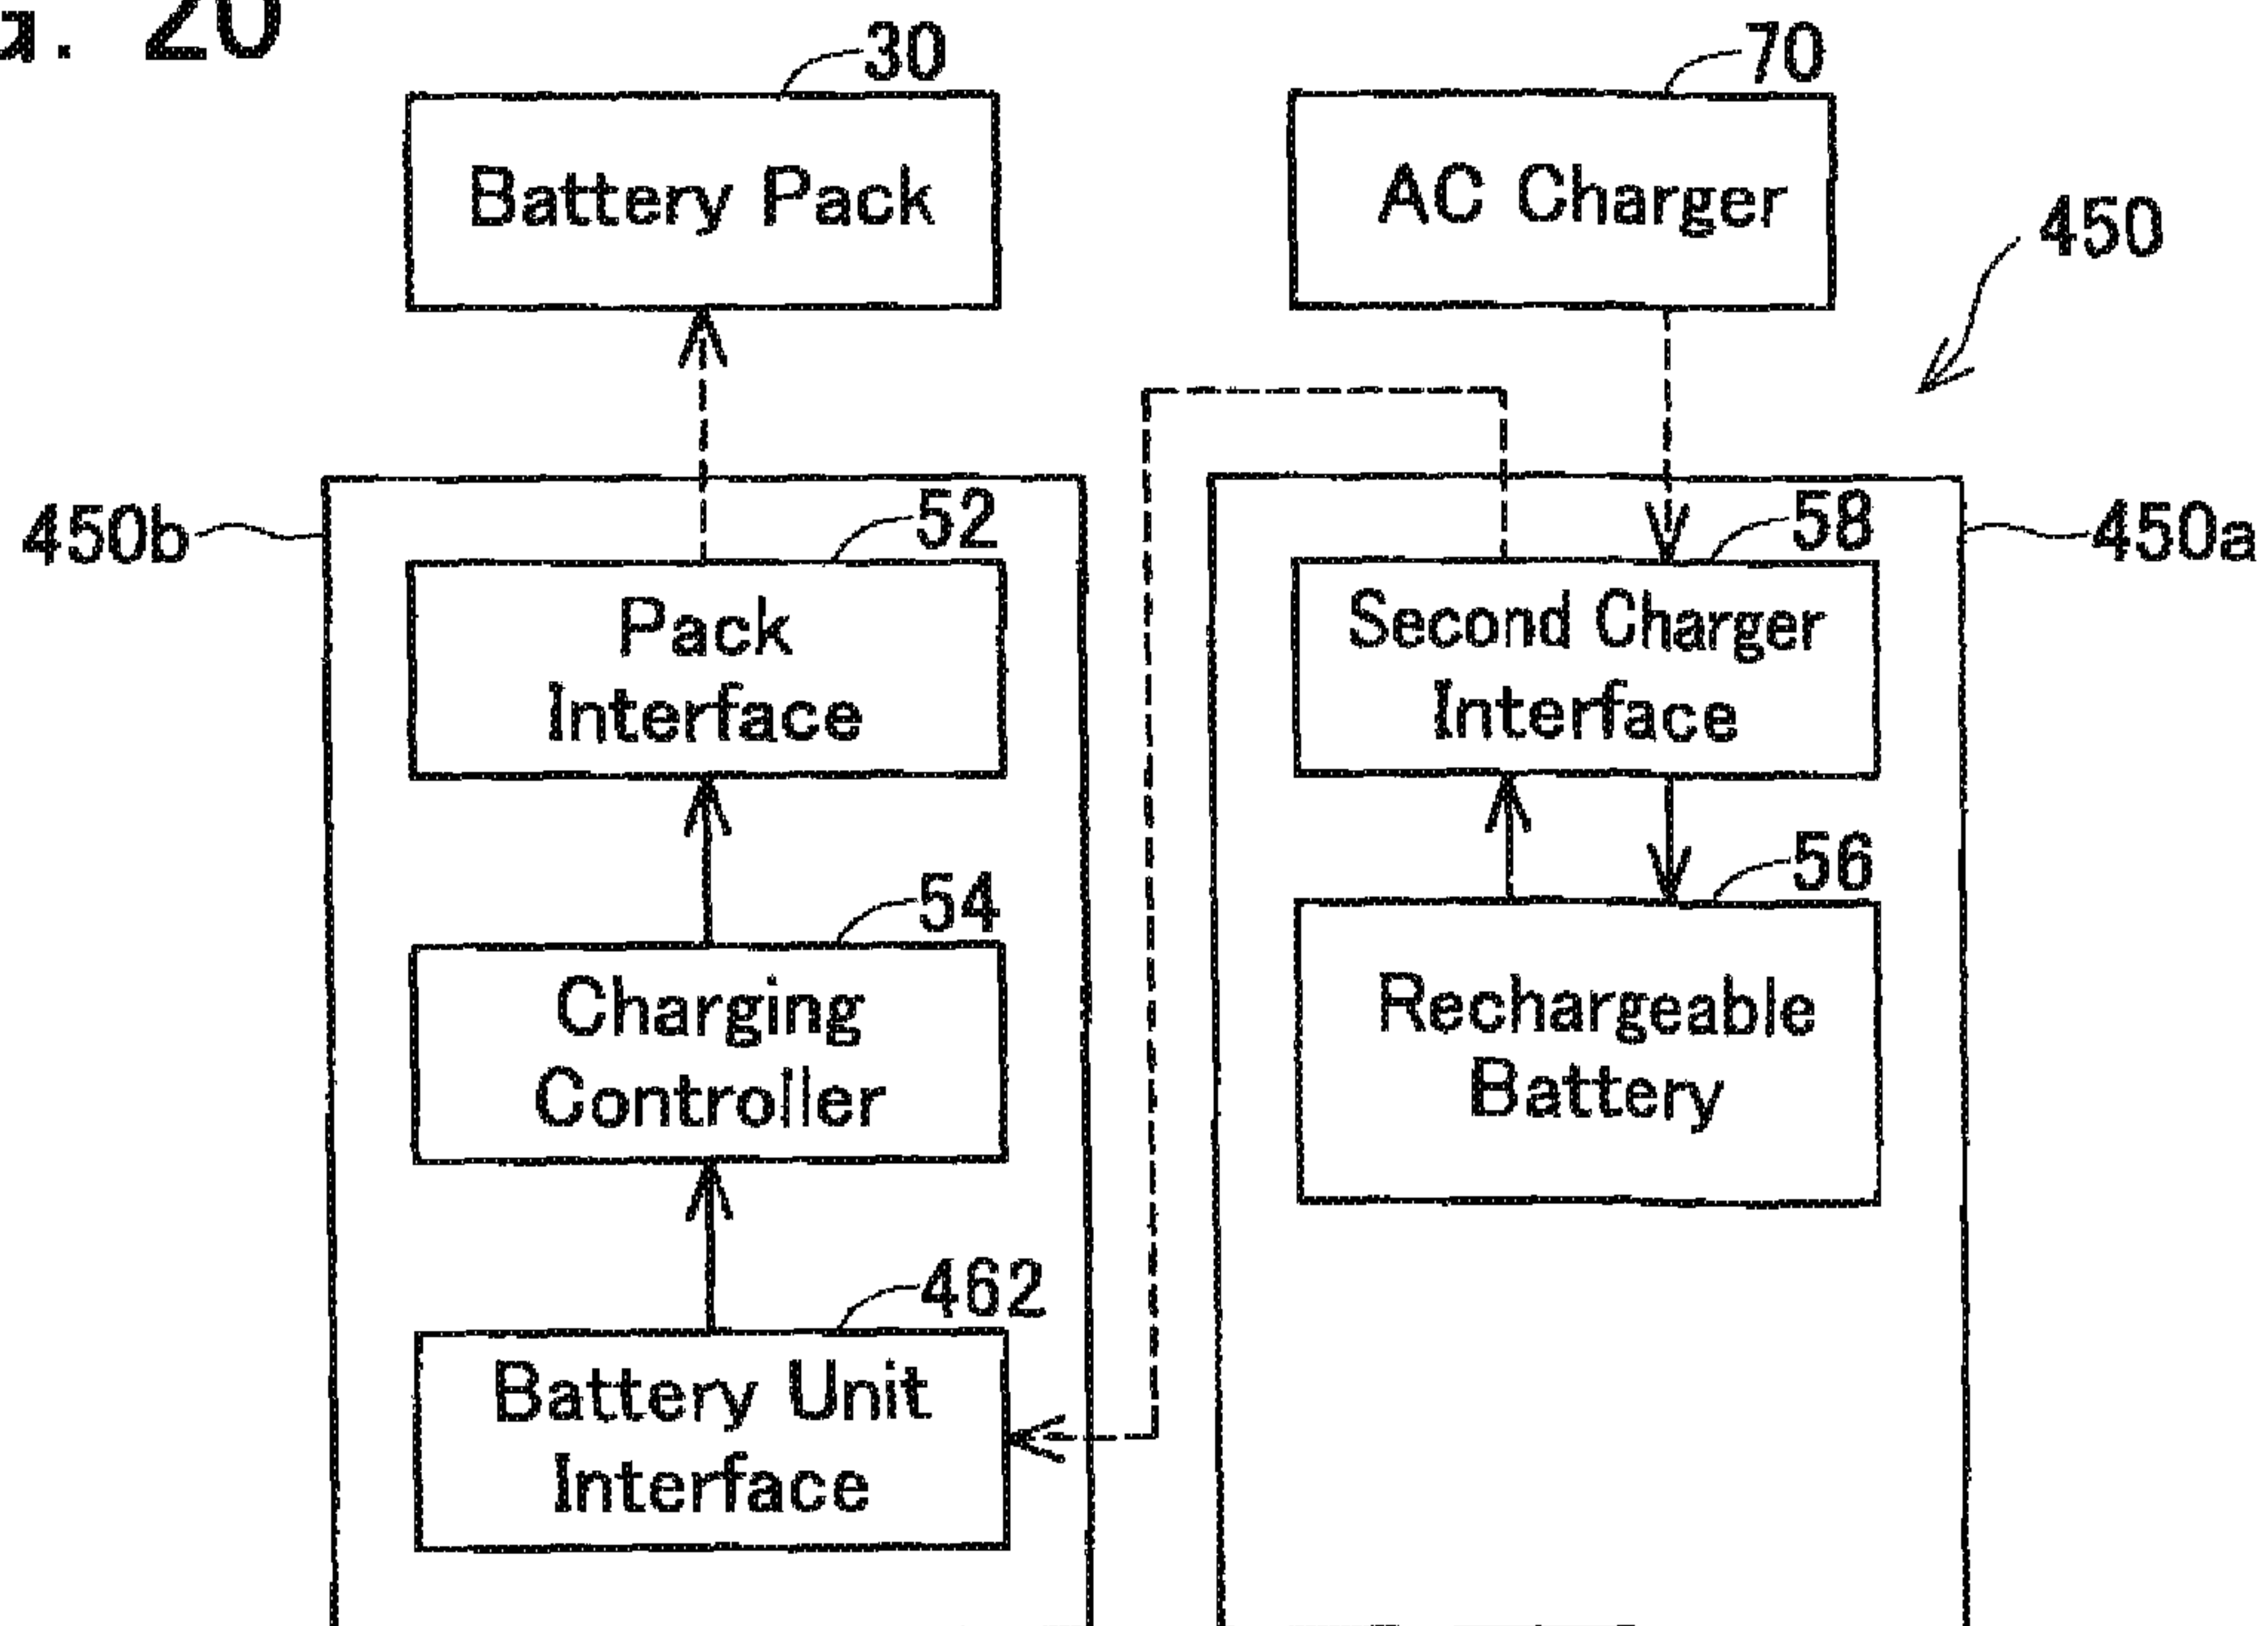 20
30
70
Battery Pack
AC Charger
450
450b
52
58
450a
Pack
Interface
Second Charger
Interface
54
56
Charging
Controller
Rechargeable
Battery
462
Battery Unit
Interface